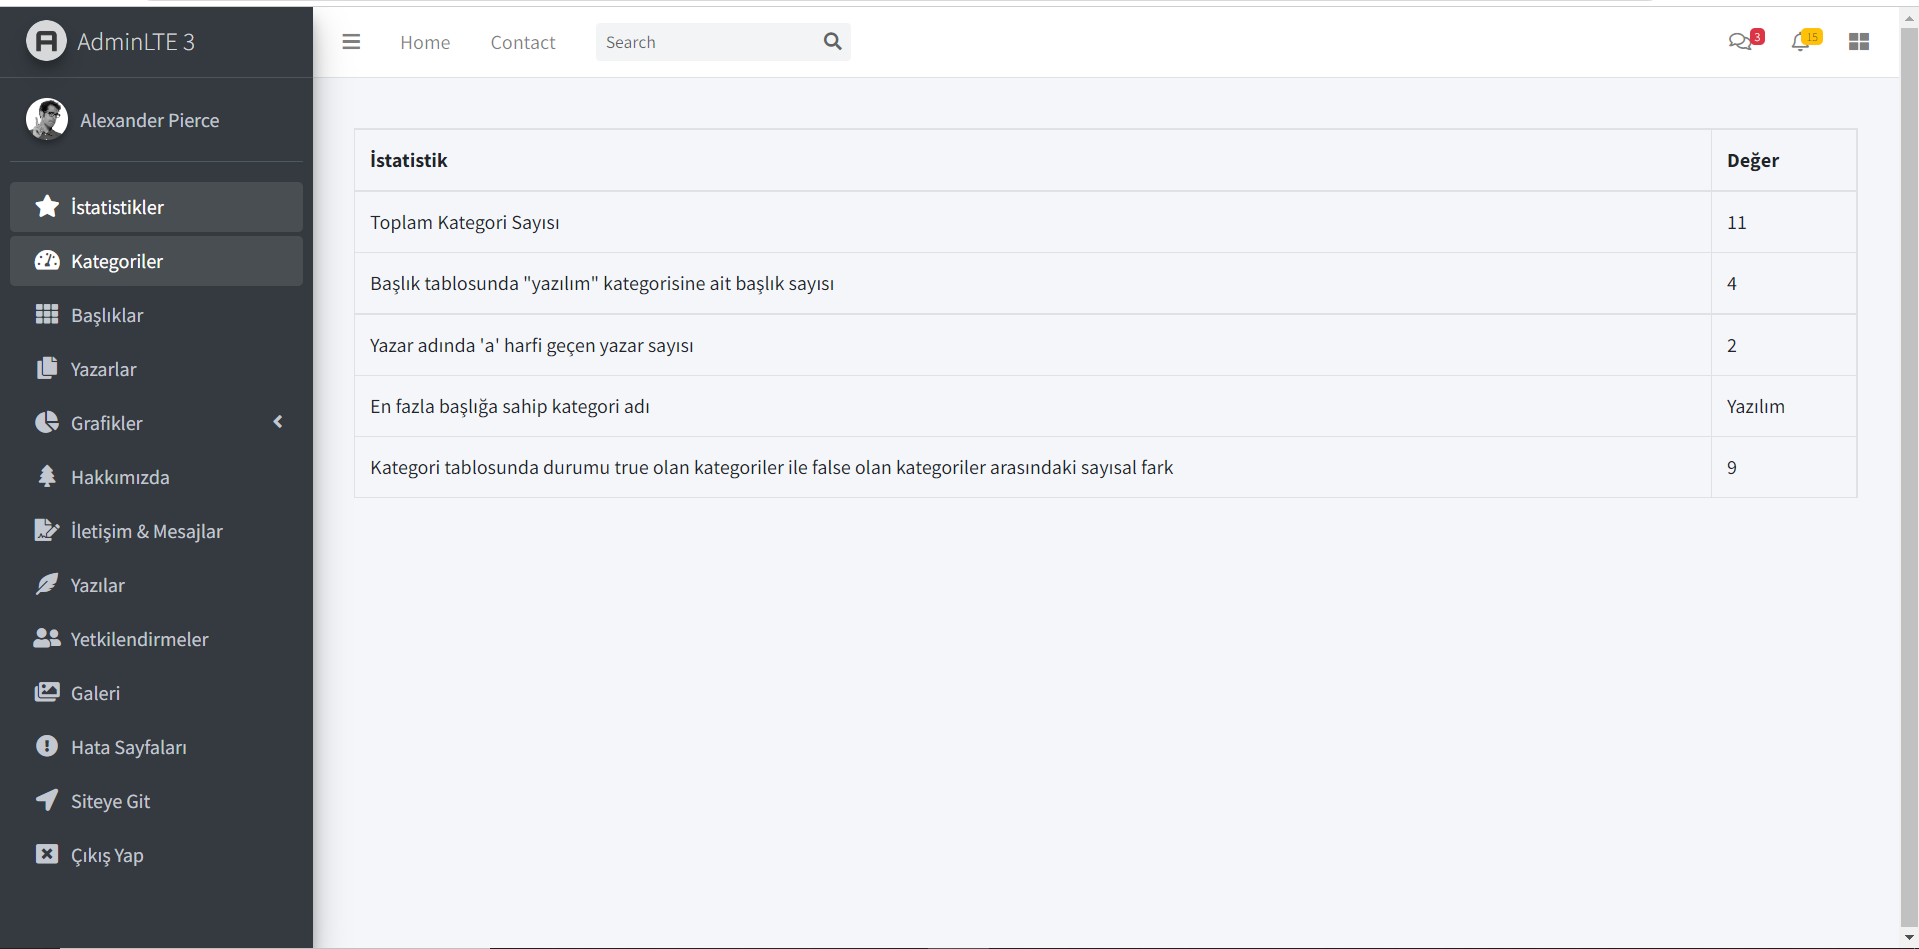 AdminLTE 3
Home Contact Search 3 15
Alexander Pierce
İstatistikler
Kategoriler
Başlıklar
Yazarlar
Grafikler
Hakkımızda
İletişim & Mesajlar
Yazılar
Yetkilendirmeler
Galeri
Hata Sayfaları
Siteye Git
Çıkış Yap
İstatistik Değer
Toplam Kategori Sayısı 11
Başlık tablosunda "yazılım" kategorisine ait başlık sayısı 4
Yazar adında 'a' harfi geçen yazar sayısı 2
En fazla başlığa sahip kategori adı Yazılım
Kategori tablosunda durumu true olan kategoriler ile false olan kategoriler arasındaki sayısal fark 9